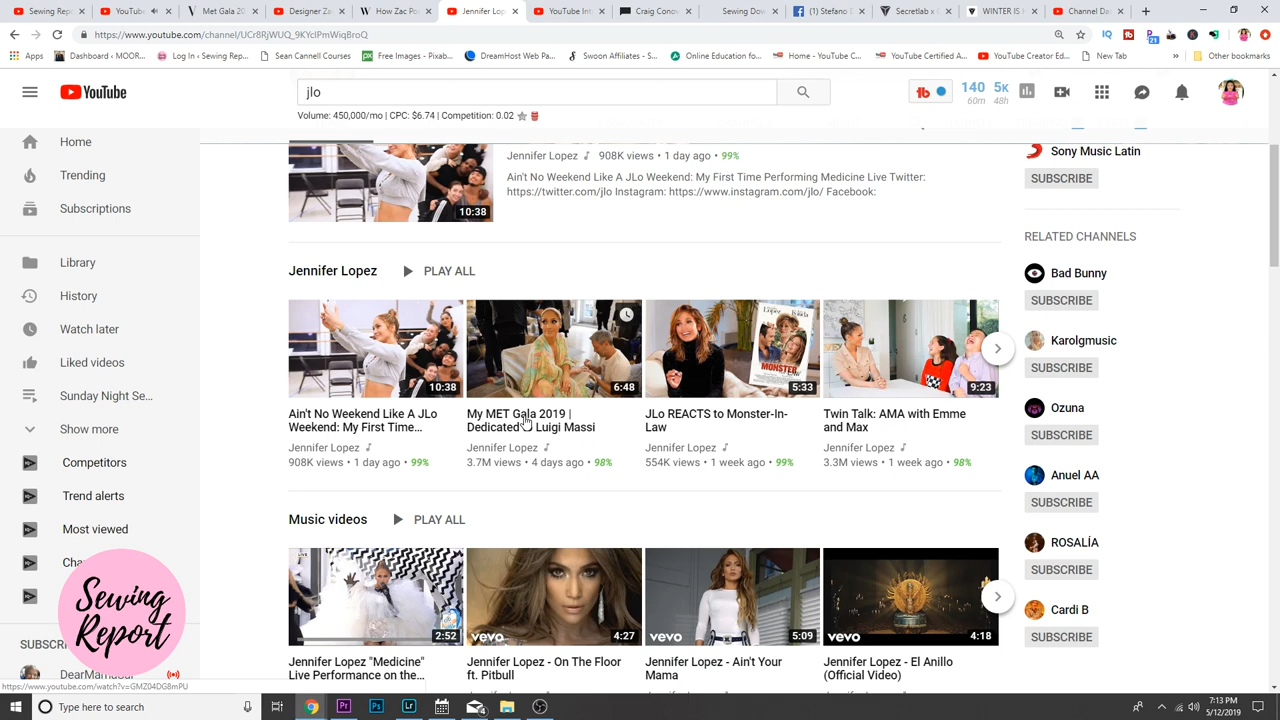 Sewing Rep
YouTube
Met Gala 20
Designer Za
How Zac Po
Jennifer Lop
YouTube Int
Craig Conov
Sewing Dow
(1) Stefano
Secretlab x
WINTER IS
Channel Da
https://www.youtube.com/channel/UCr8RjWUQ_9KYcIPmWiqBroQ
Apps
Dashboard ‹ MOOR...
Log In ‹ Sewing Rep...
Sean Cannell Courses
Free Images - Pixab...
DreamHost Web Pa...
Swoon Affiliates - S...
Online Education fo...
Home - YouTube C...
YouTube Certified A...
YouTube Creator Ed...
New Tab
»
Other bookmarks
YouTube
jlo
140 5K
60m 48h
Volume: 450,000/mo | CPC: $6.74 | Competition: 0.02
Home
Trending
Subscriptions
Library
History
Watch later
Liked videos
Sunday Night Se...
Show more
Competitors
Trend alerts
Most viewed
Cha
Sewing
Report
SUBSC
DearMama
https://www.youtube.com/watch?v=GMZ04DG8mPU
Jennifer Lopez 908K views • 1 day ago • 99%
Ain't No Weekend Like A JLo Weekend: My First Time Performing Medicine Live Twitter:
https://twitter.com/jlo Instagram: https://www.instagram.com/jlo/ Facebook:
10:38
Jennifer Lopez PLAY ALL
10:38
6:48
5:33
9:23
Ain't No Weekend Like A JLo
Weekend: My First Time...
Jennifer Lopez
908K views • 1 day ago • 99%
My MET Gala 2019 |
Dedicated Luigi Massi
Jennifer Lopez
3.7M views • 4 days ago • 98%
JLo REACTS to Monster-In-
Law
Jennifer Lopez
554K views • 1 week ago • 99%
Twin Talk: AMA with Emme
and Max
Jennifer Lopez
3.3M views • 1 week ago • 98%
Music videos PLAY ALL
2:52
vevo 4:27
vevo 5:09
vevo 4:18
Jennifer Lopez "Medicine"
Live Performance on the...
Jennifer Lopez - On The Floor
ft. Pitbull
Jennifer Lopez - Ain't Your
Mama
Jennifer Lopez - El Anillo
(Official Video)
Sony Music Latin
SUBSCRIBE
RELATED CHANNELS
Bad Bunny
SUBSCRIBE
Karolgmusic
SUBSCRIBE
Ozuna
SUBSCRIBE
Anuel AA
SUBSCRIBE
ROSALÍA
SUBSCRIBE
Cardi B
SUBSCRIBE
Type here to search
7:13 PM
5/12/2019